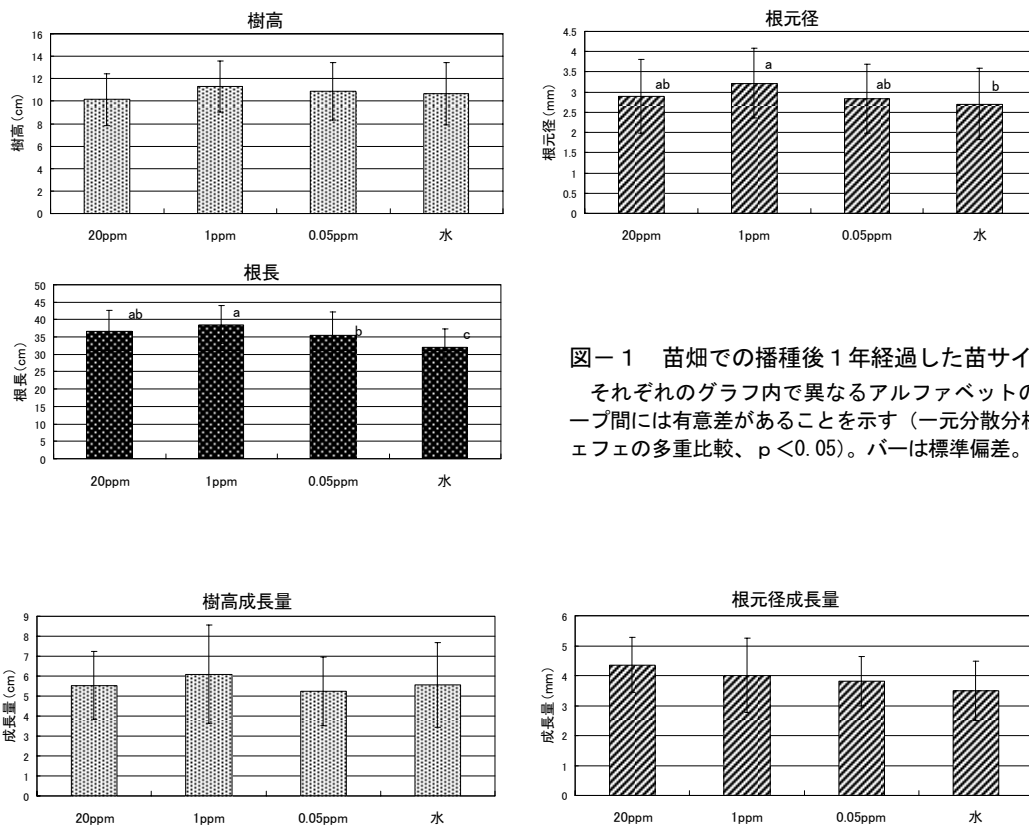 樹高
16
14
12
10
8
6
4
2
0
樹高(cm)
20ppm 1ppm 0.05ppm 水
根元径
4.5
4
3.5
3
2.5
2
1.5
1
0.5
0
根元径(mm)
ab a ab b
20ppm 1ppm 0.05ppm 水
根長
50
45
40
35
30
25
20
15
10
5
0
根長(cm)
ab a b c
20ppm 1ppm 0.05ppm 水
図－1 苗畑での播種後1年経過した苗サイ
それぞれのグラフ内で異なるアルファベットの
ープ間には有意差があることを示す（一元分散分
ェフェの多重比較、p＜0.05）。バーは標準偏差。
樹高成長量
9
8
7
6
5
4
3
2
1
0
成長量(cm)
20ppm 1ppm 0.05ppm 水
根元径成長量
6
5
4
3
2
1
0
成長量(mm)
20ppm 1ppm 0.05ppm 水